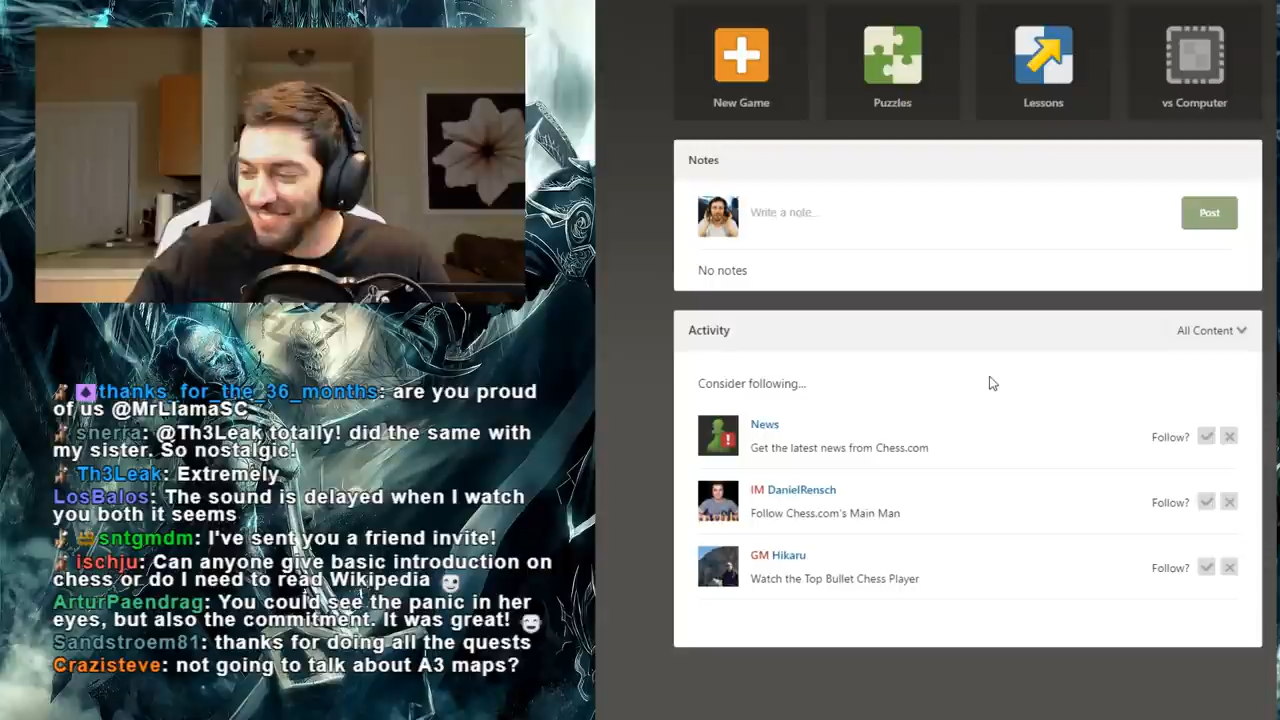 thanks_for_the_36_months: are you proud
of us @MrLlamaSC
snerra: @Th3Leak totally! did the same with
my sister. So nostalgic!
Th3Leak: Extremely
LosBalos: The sound is delayed when I watch
you both it seems
sntgmdm: I've sent you a friend invite!
ischju: Can anyone give basic introduction on
chess or do I need to read Wikipedia
ArturPaendrag: You could see the panic in her
eyes, but also the commitment. It was great!
Sandstroem81: thanks for doing all the quests
Crazisteve: not going to talk about A3 maps?
New Game
Puzzles
Lessons
vs Computer
Notes
Write a note...
Post
No notes
Activity
All Content
Consider following...
News
Get the latest news from Chess.com
Follow?
IM DanielRensch
Follow Chess.com's Main Man
Follow?
GM Hikaru
Watch the Top Bullet Chess Player
Follow?